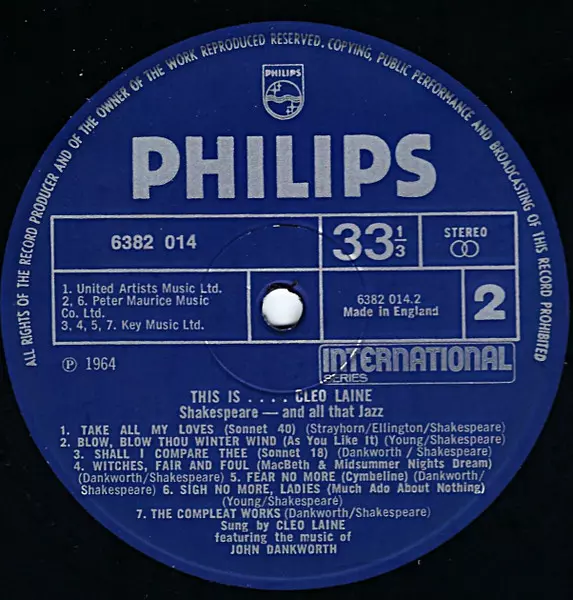 ALL RIGHTS OF THE RECORD PRODUCER AND OF THE OWNER OF THE WORK REPRODUCED RESERVED. COPYING, PUBLIC PERFORMANCE AND BROADCASTING OF THIS RECORD PROHIBITED
PHILIPS
PHILIPS
6382 014
33 1/3
STEREO
1. United Artists Music Ltd.
2, 6. Peter Maurice Music
Co. Ltd.
3, 4, 5, 7. Key Music Ltd.
6382 014.2
Made in England
2
℗ 1964
INTERNATIONAL
SERIES
THIS IS . . . . CLEO LAINE
Shakespeare — and all that Jazz
1. TAKE ALL MY LOVES (Sonnet 40) (Strayhorn/Ellington/Shakespeare)
2. BLOW, BLOW THOU WINTER WIND (As You Like It) (Young/Shakespeare)
3. SHALL I COMPARE THEE (Sonnet 18) (Dankworth / Shakespeare)
4. WITCHES, FAIR AND FOUL (MacBeth & Midsummer Nights Dream)
(Dankworth/Shakespeare) 5. FEAR NO MORE (Cymbeline) (Dankworth/
Shakespeare) 6. SIGH NO MORE, LADIES (Much Ado About Nothing)
(Young/Shakespeare)
7. THE COMPLEAT WORKS (Dankworth/Shakespeare)
Sung by CLEO LAINE
featuring the music of
JOHN DANKWORTH